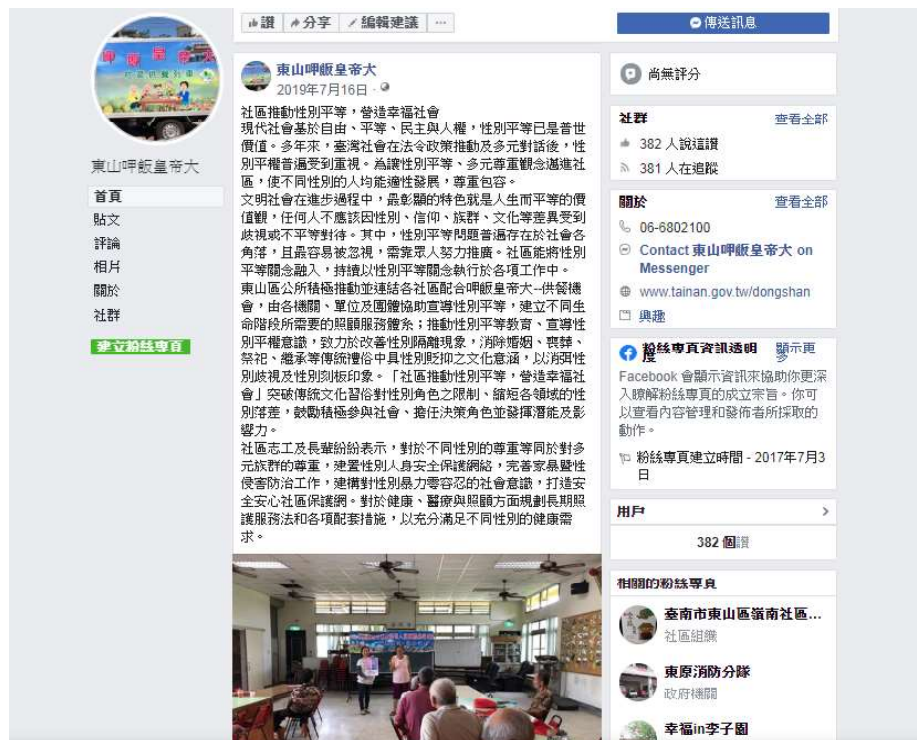 讚 分享 編輯建議 ...
傳送訊息
東山呷飯皇帝大
首頁
貼文
評論
相片
關於
社群
建立粉絲專頁
東山呷飯皇帝大
2019年7月16日
社區推動性別平等，營造幸福社會
現代社會基於自由、平等、民主與人權，性別平等已是普世
價值。多年來，臺灣社會在法令政策推動及多元對話後，性
別平權普遍受到重視。為讓性別平等、多元尊重觀念邁進社
區，使不同性別的人均能適性發展，尊重包容。
文明社會在進步過程中，最彰顯的特色就是人生而平等的價
值觀，任何人不應該因性別、信仰、族群、文化等差異受到
歧視或不平等對待。其中，性別平等問題普遍存在於社會各
角落，且最容易被忽視，需靠眾人努力推廣。社區能將性別
平等關念融入，持續以性別平等關念執行於各項工作中。
東山區公所積極推動並連結各社區配合呷飯皇帝大--供餐機
會，由各機關、單位及團體協助宣導性別平等，建立不同生
命階段所需要的照顧服務體系；推動性別平等教育、宣導性
別平權意識，致力於改善性別隔離現象，消除婚姻、喪葬、
祭祀、繼承等傳統禮俗中具性別貶抑之文化意涵，以消弭性
別歧視及性別刻板印象。「社區推動性別平等，營造幸福社
會」突破傳統文化習俗對性別角色之限制、縮短各領域的性
別落差，鼓勵積極參與社會、擔任決策角色並發揮潛能及影
響力。
社區志工及長輩紛紛表示，對於不同性別的尊重等同於對多
元族群的尊重，建置性別人身安全保護網絡，完善家暴暨性
侵害防治工作，建構對性別暴力零容忍的社會意識，打造安
全安心社區保護網。對於健康、醫療與照顧方面規劃長期照
護服務法和各項配套措施，以充分滿足不同性別的健康需
求。
尚無評分
社群 查看全部
382 人說這讚
381 人在追蹤
關於 查看全部
06-6802100
Contact 東山呷飯皇帝大 on
Messenger
www.tainan.gov.tw/dongshan
興趣
粉絲專頁資訊透明度 顯示更多
Facebook 會顯示資訊來協助你更深
入瞭解粉絲專頁的成立宗旨。你可
以查看內容管理和發佈者所採取的
動作。
粉絲專頁建立時間 - 2017年7月3
日
用戶
382 個讚
相關的粉絲專頁
臺南市東山區嶺南社區...
社區組織
東原消防分隊
政府機關
幸福in李子園